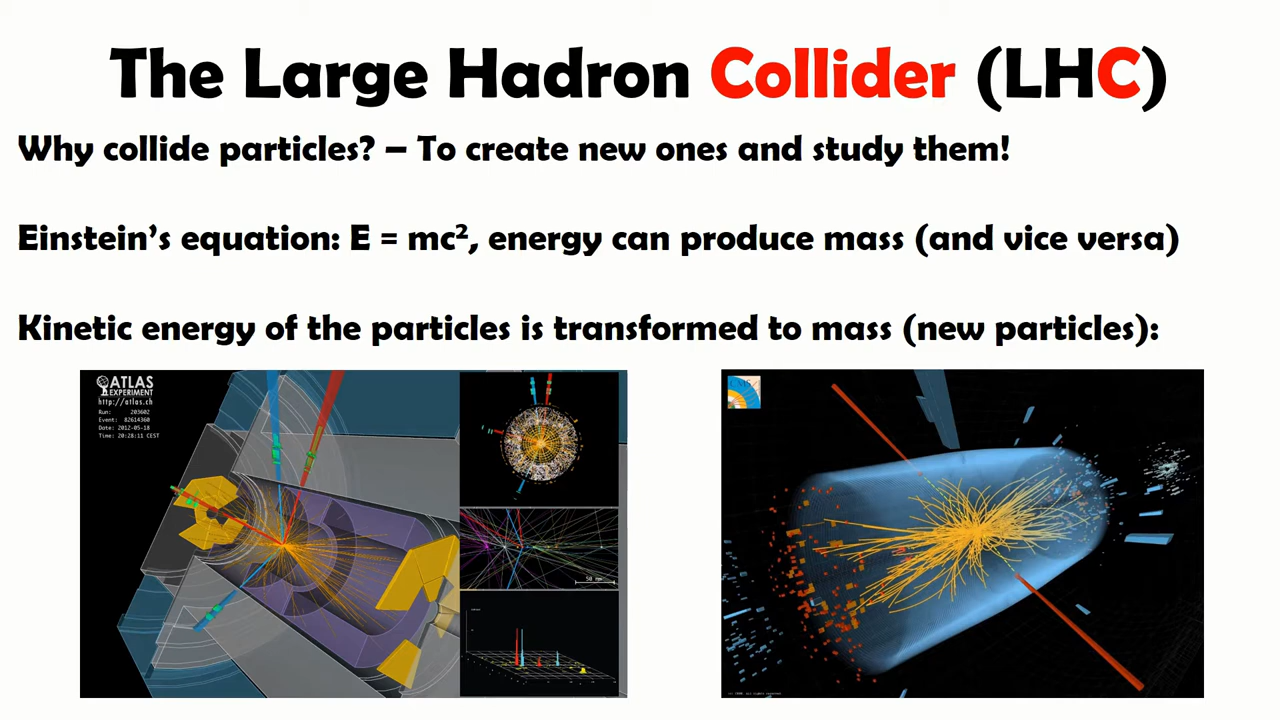 The Large Hadron Collider (LHC)
Why collide particles? – To create new ones and study them!
Einstein’s equation: E = mc², energy can produce mass (and vice versa)
Kinetic energy of the particles is transformed to mass (new particles):
ATLAS
EXPERIMENT
http://atlas.ch
Run: 203602
Event: 82614360
Date: 2012-05-18
Time: 20:28:11 CEST
CMS